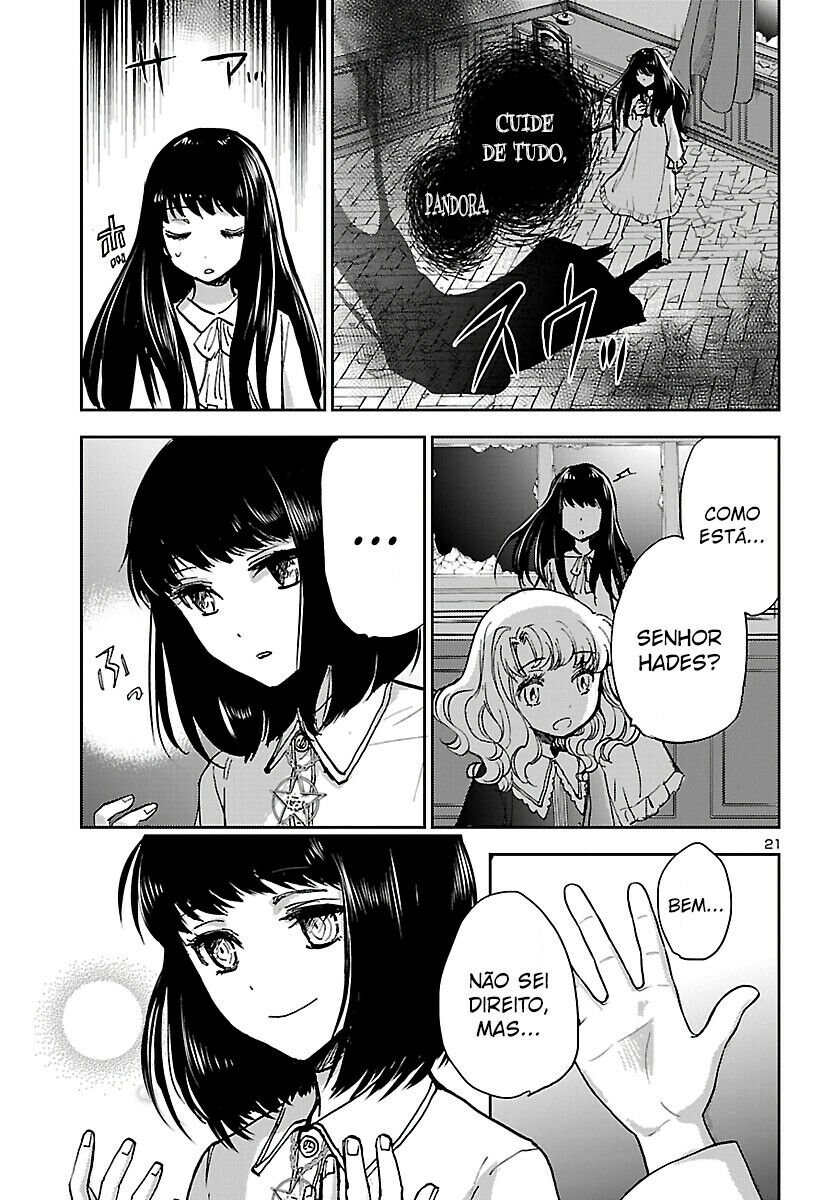 CUIDE
DE TUDO,
PANDORA.
スウッ
サァ…
ホ…
COMO
ESTÁ...
SENHOR
HADES?
...
ふっ
21
BEM...
NÃO SEI
DIREITO,
MAS...